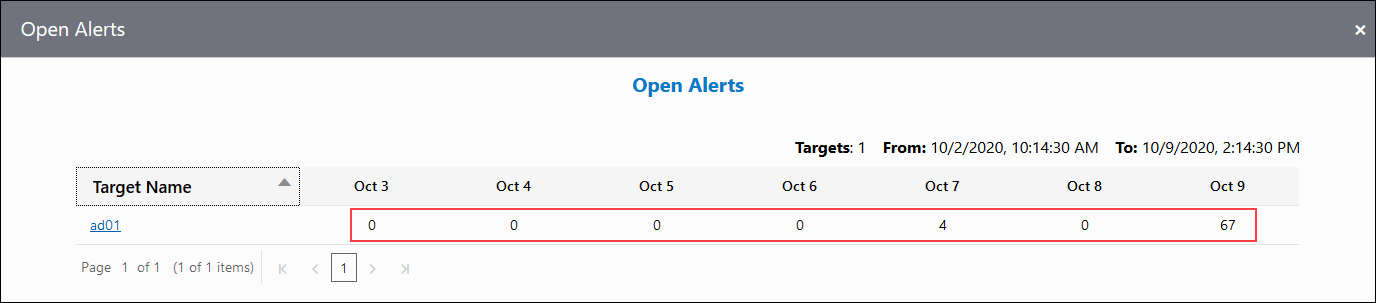 Open Alerts ×
Open Alerts
Targets: 1 From: 10/2/2020, 10:14:30 AM To: 10/9/2020, 2:14:30 PM
Target Name Oct 3 Oct 4 Oct 5 Oct 6 Oct 7 Oct 8 Oct 9
ad01 0 0 0 0 4 0 67
Page 1 of 1 (1 of 1 items) 1